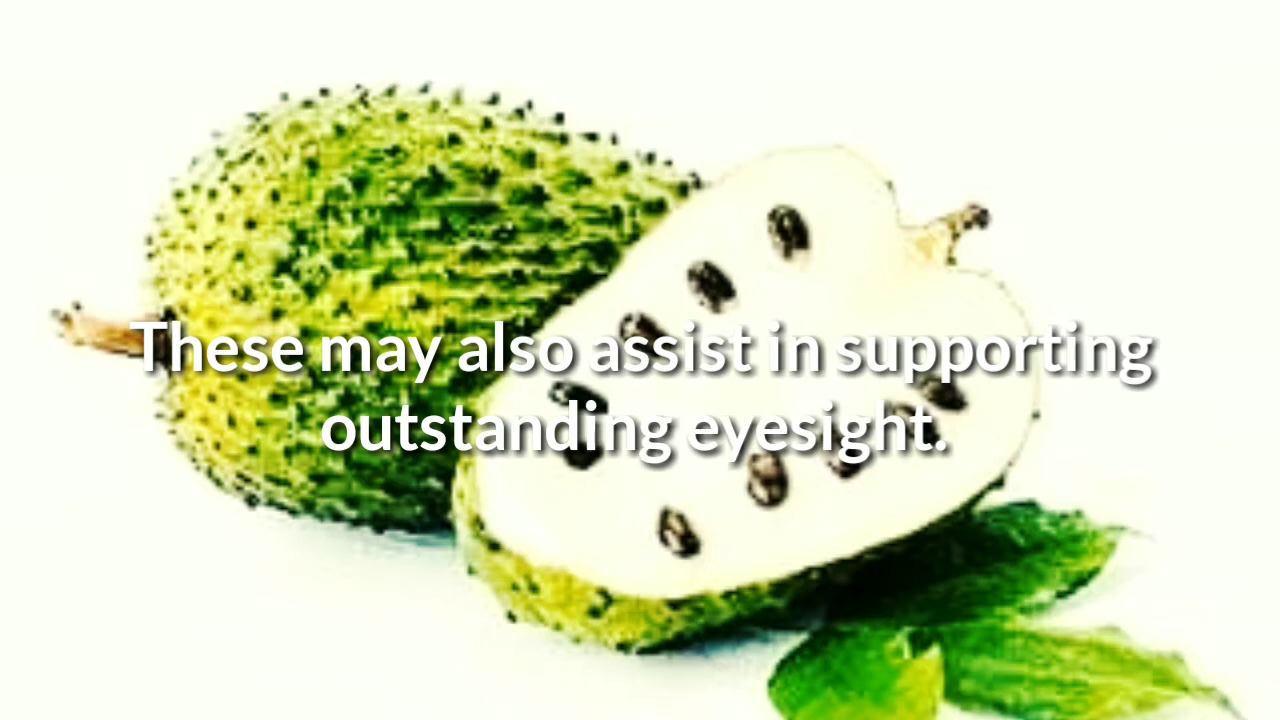 These may also assist in supporting
outstanding eyesight.